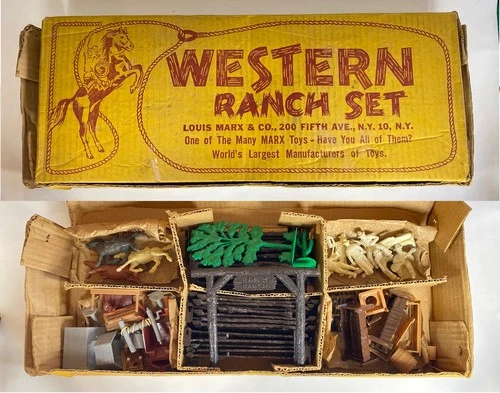 WESTERN
RANCH SET
LOUIS MARX & CO., 200 FIFTH AVE., N.Y. 10, N.Y.
One of The Many MARX Toys - Have You All of Them?
World's Largest Manufacturers of Toys.